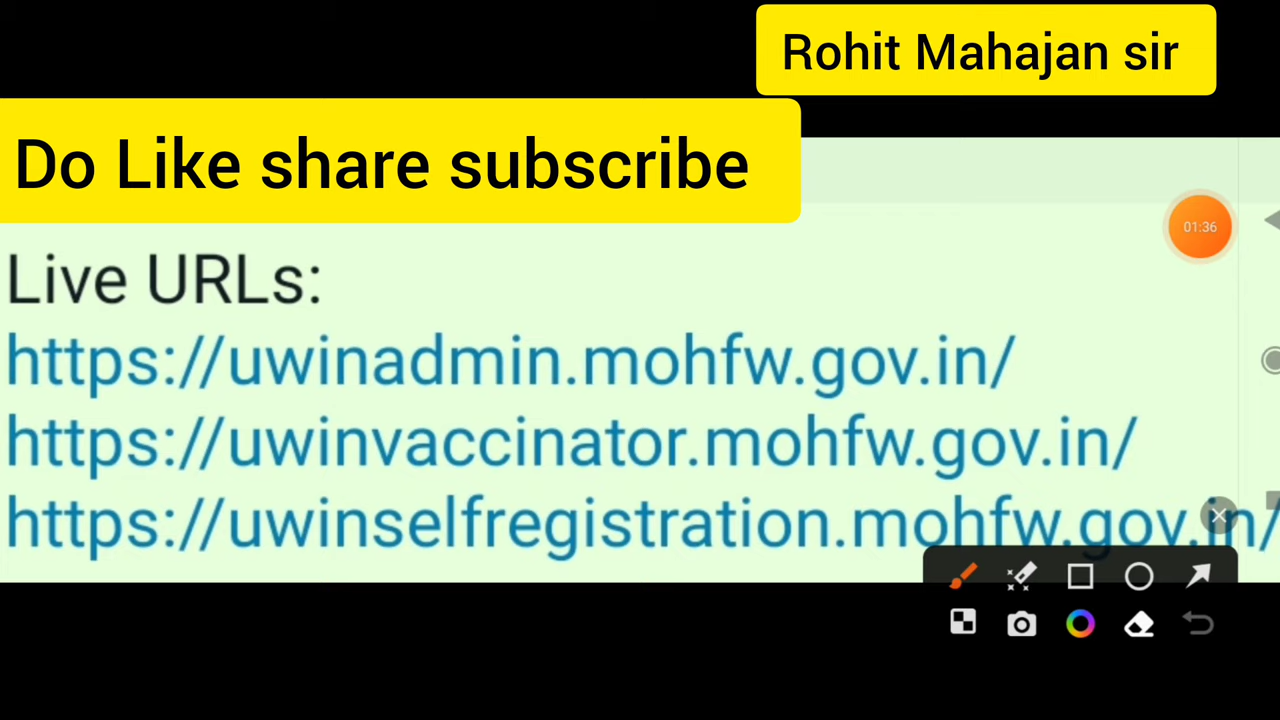 Rohit Mahajan sir
Do Like share subscribe
01:36
Live URLs:
https://uwinadmin.mohfw.gov.in/
https://uwinvaccinator.mohfw.gov.in/
https://uwinselfregistration.mohfw.gov.in/